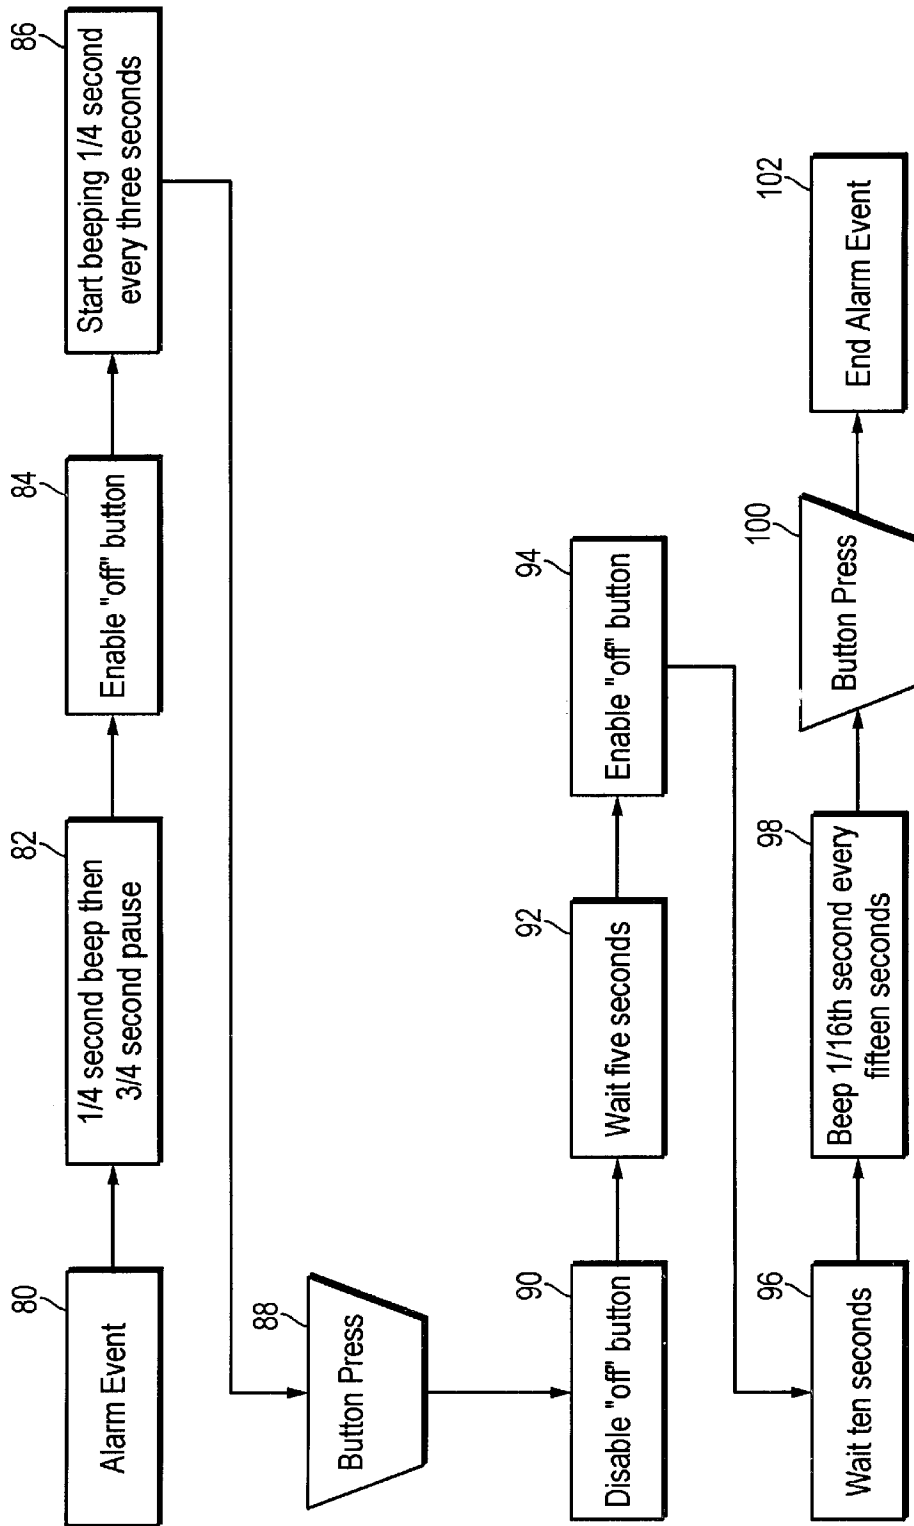 80
Alarm Event
82
1/4 second beep then
3/4 second pause
84
Enable "off" button
86
Start beeping 1/4 second
every three seconds
88
Button Press
90
Disable "off" button
92
Wait five seconds
94
Enable "off" button
96
Wait ten seconds
98
Beep 1/16th second every
fifteen seconds
100
Button Press
102
End Alarm Event